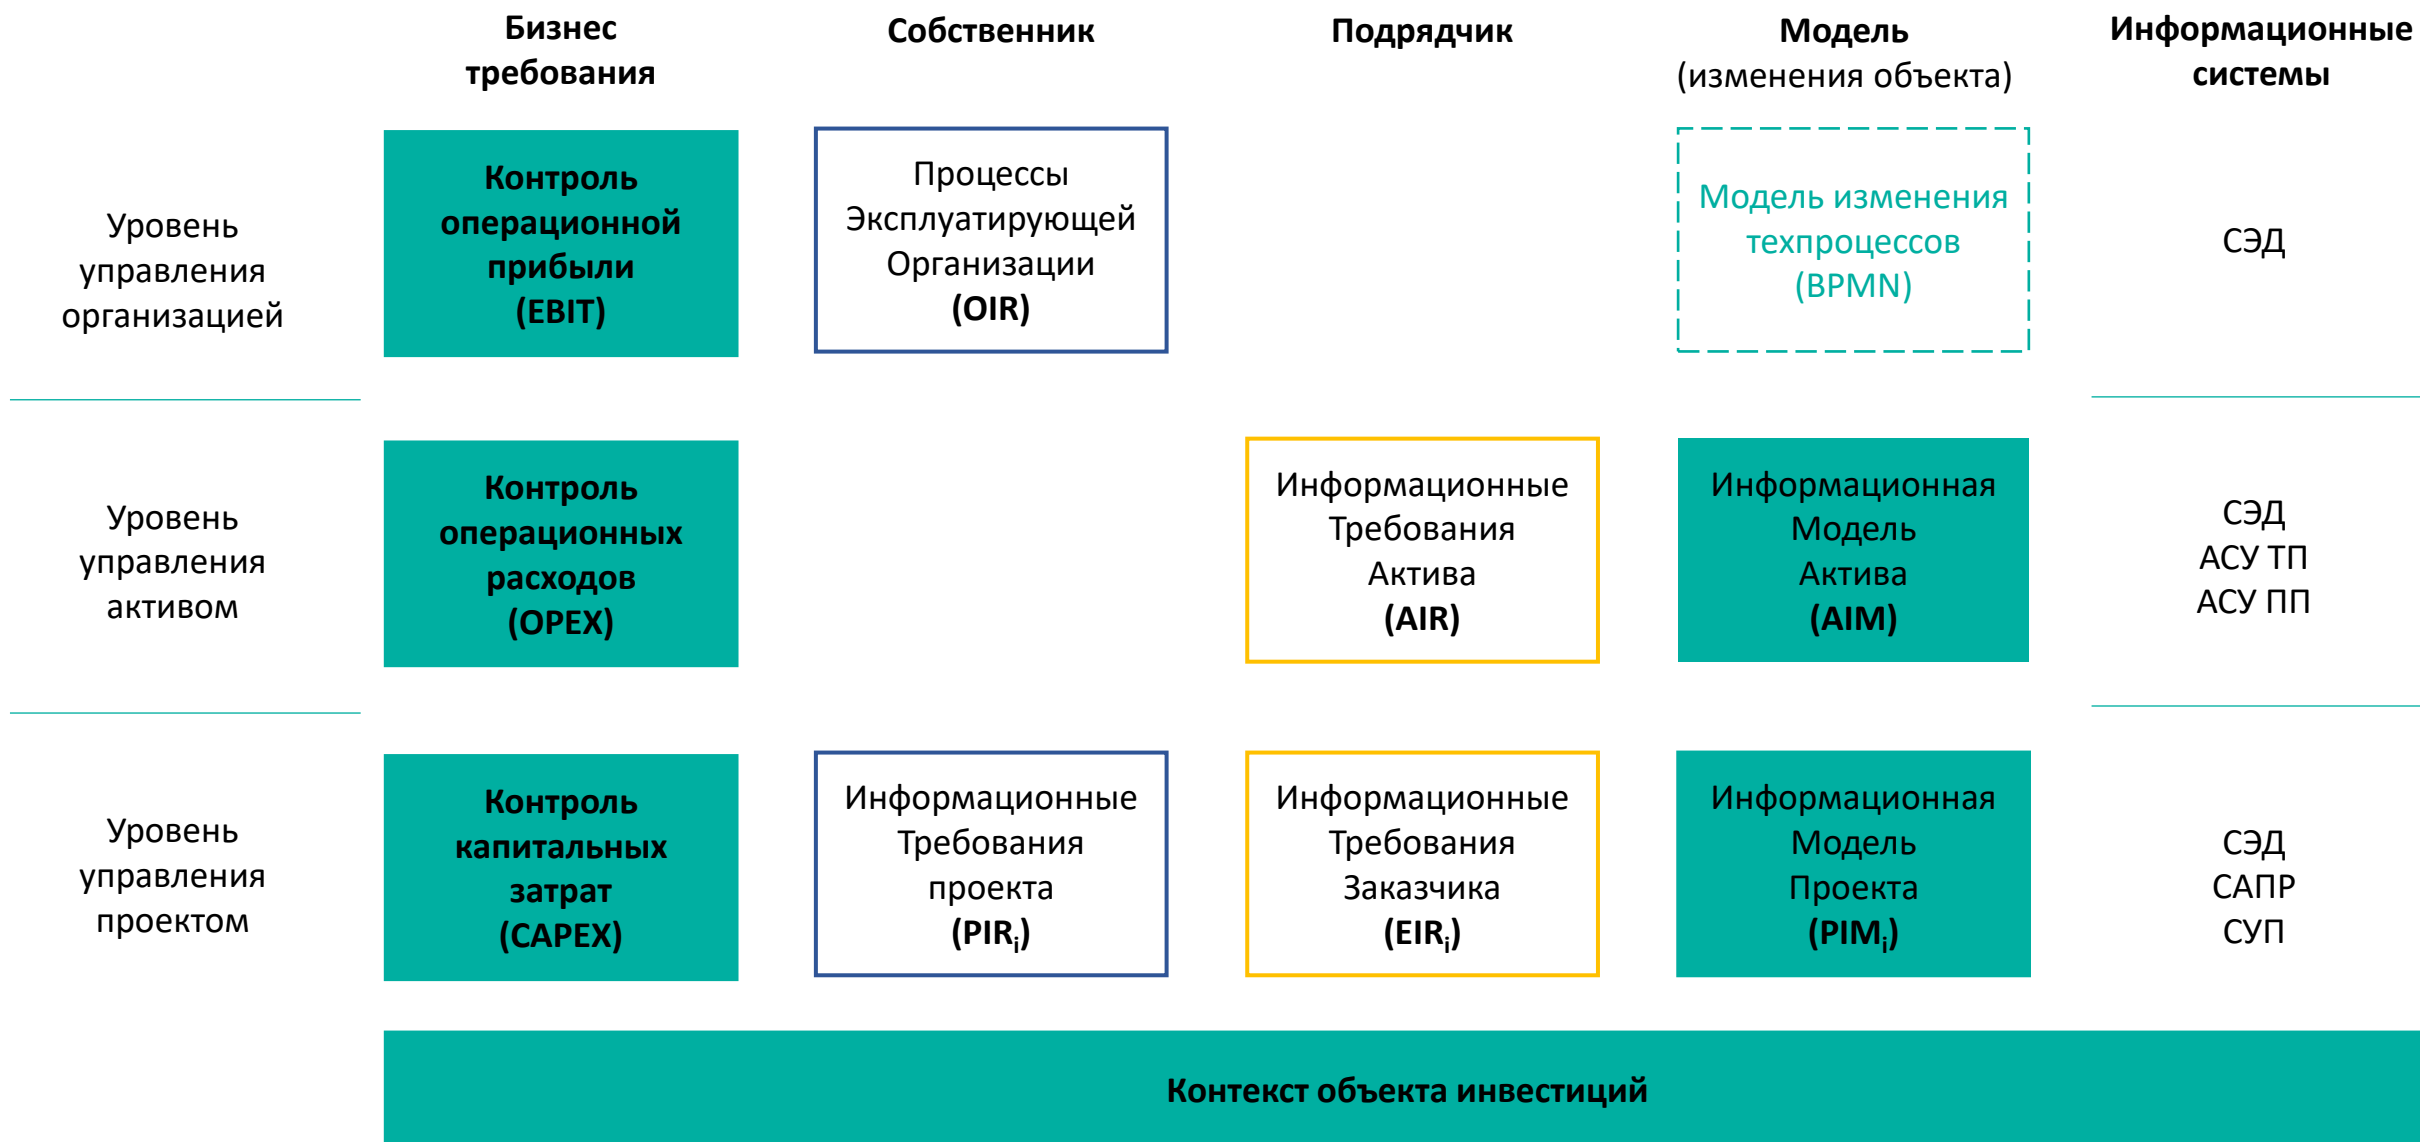 Бизнес
требования
Собственник
Подрядчик
Модель
(изменения объекта)
Информационные
системы
Уровень
управления
организацией
Контроль
операционной
прибыли
(EBIT)
Процессы
Эксплуатирующей
Организации
(OIR)
Модель изменения
техпроцессов
(BPMN)
СЭД
Уровень
управления
активом
Контроль
операционных
расходов
(OPEX)
Информационные
Требования
Актива
(AIR)
Информационная
Модель
Актива
(AIM)
СЭД
АСУ ТП
АСУ ПП
Уровень
управления
проектом
Контроль
капитальных
затрат
(CAPEX)
Информационные
Требования
проекта
(PIRi)
Информационные
Требования
Заказчика
(EIRi)
Информационная
Модель
Проекта
(PIMi)
СЭД
САПР
СУП
Контекст объекта инвестиций